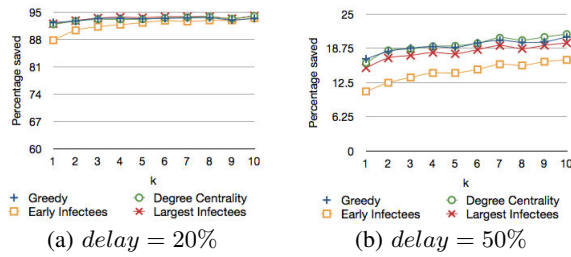 Percentage saved
95
88
81
74
67
60
1 2 3 4 5 6 7 8 9 10
k
Greedy
Degree Centrality
Early Infectees
Largest Infectees
(a) delay = 20%
Percentage saved
25
18.75
12.5
6.25
0
1 2 3 4 5 6 7 8 9 10
k
Greedy
Degree Centrality
Early Infectees
Largest Infectees
(b) delay = 50%